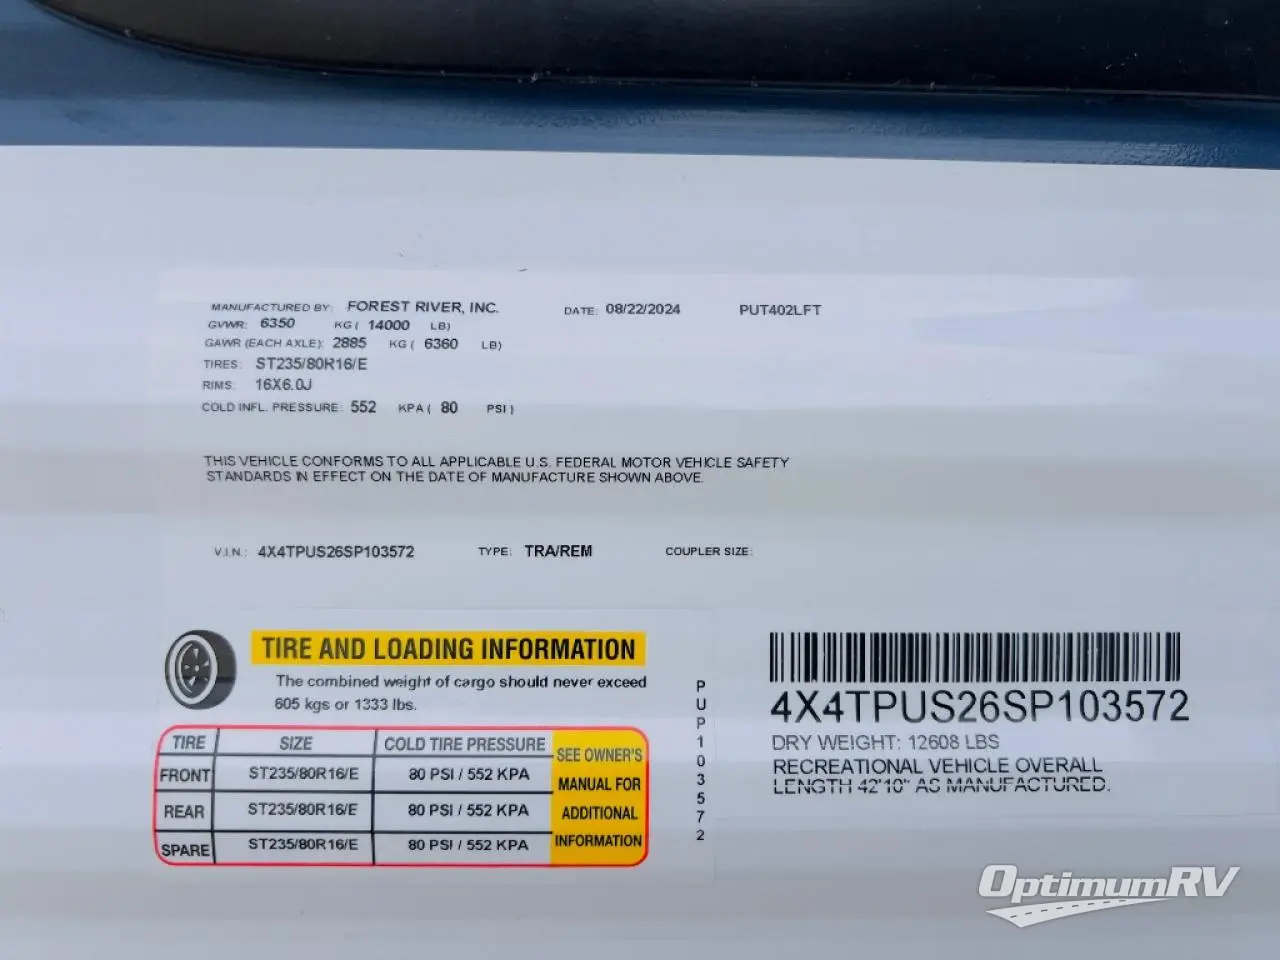 MANUFACTURED BY: FOREST RIVER, INC. DATE: 08/22/2024 PUT402LFT
GVWR: 6350 KG ( 14000 LB)
GAWR (EACH AXLE): 2885 KG ( 6360 LB)
TIRES: ST235/80R16/E
RIMS: 16X6.0J
COLD INFL. PRESSURE: 552 KPA ( 80 PSI )
THIS VEHICLE CONFORMS TO ALL APPLICABLE U.S. FEDERAL MOTOR VEHICLE SAFETY
STANDARDS IN EFFECT ON THE DATE OF MANUFACTURE SHOWN ABOVE.
V.I.N.: 4X4TPUS26SP103572 TYPE: TRA/REM COUPLER SIZE:
TIRE AND LOADING INFORMATION
The combined weight of cargo should never exceed
605 kgs or 1333 lbs.
TIRE SIZE COLD TIRE PRESSURE
FRONT ST235/80R16/E 80 PSI / 552 KPA
REAR ST235/80R16/E 80 PSI / 552 KPA
SPARE ST235/80R16/E 80 PSI / 552 KPA
SEE OWNER'S
MANUAL FOR
ADDITIONAL
INFORMATION
PUP103572
4X4TPUS26SP103572
DRY WEIGHT: 12608 LBS
RECREATIONAL VEHICLE OVERALL
LENGTH 42'10" AS MANUFACTURED.
OptimumRV